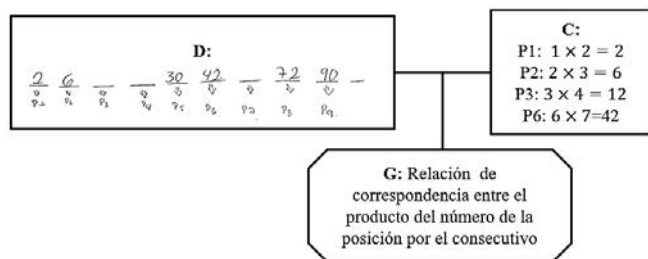 D:
2 6 _ _ 30 42 _ 72 90 _
P1 P2 P3 P4 P5 P6 P7 P8 P9.
C:
P1: 1 × 2 = 2
P2: 2 × 3 = 6
P3: 3 × 4 = 12
P6: 6 × 7=42
G: Relación de
correspondencia entre el
producto del número de la
posición por el consecutivo